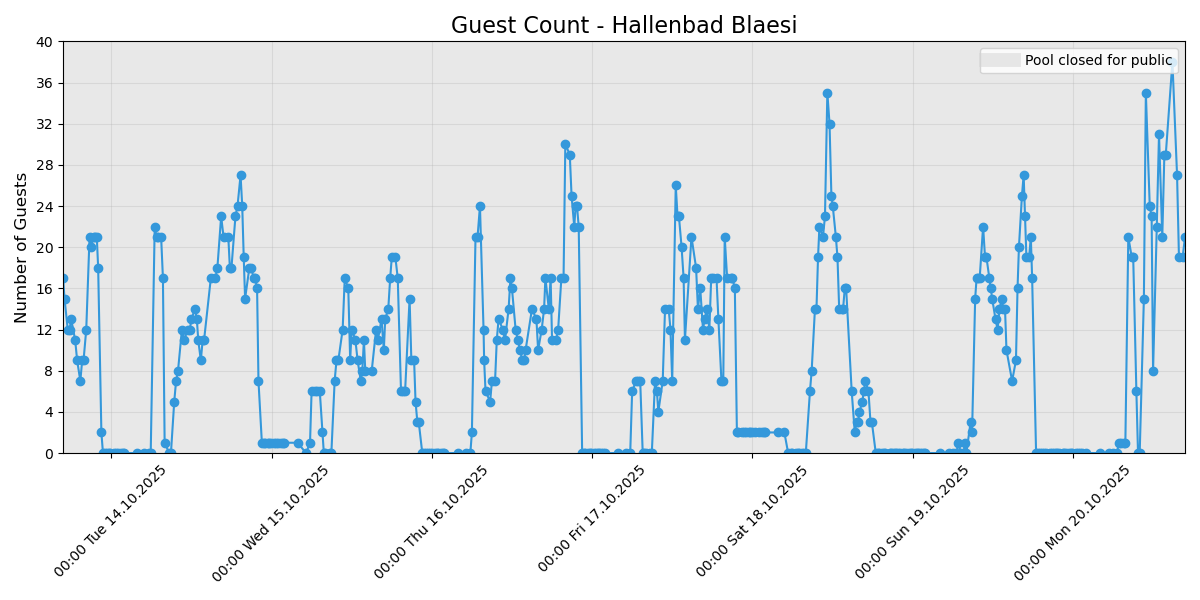 Guest Count - Hallenbad Blaesi
Pool closed for public
Number of Guests
40
36
32
28
24
20
16
12
8
4
0
00:00 Tue 14.10.2025
00:00 Wed 15.10.2025
00:00 Thu 16.10.2025
00:00 Fri 17.10.2025
00:00 Sat 18.10.2025
00:00 Sun 19.10.2025
00:00 Mon 20.10.2025